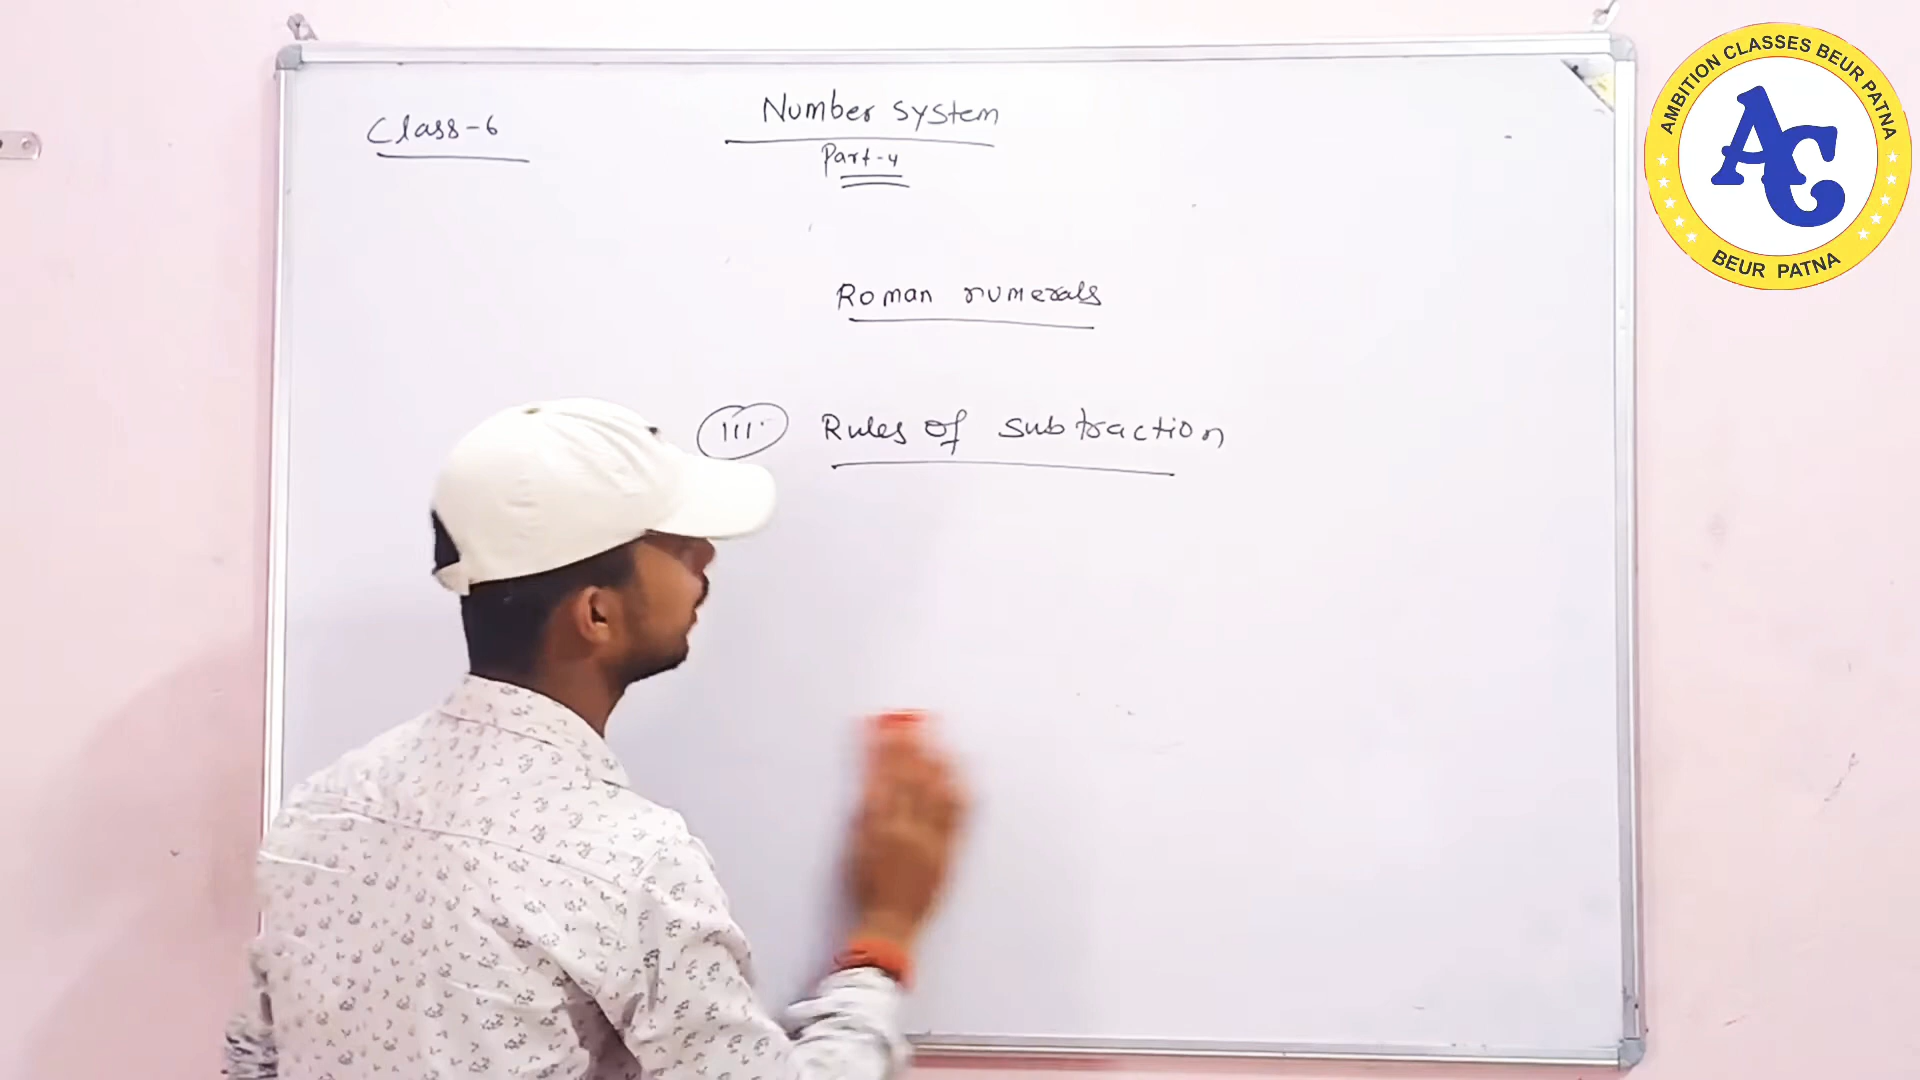 Class-6
Number system
Part-4
Roman numerals
III. Rules of subtraction
AMBITION CLASSES BEUR PATNA
AC
BEUR PATNA